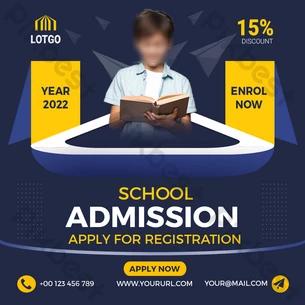 LOTGO
15%
DISCOUNT
YEAR
2022
ENROL
NOW
SCHOOL
ADMISSION
APPLY FOR REGISTRATION
APPLY NOW
+00 123 456 789
WWW.YOURURL.COM
YOUR@MAIL.COM